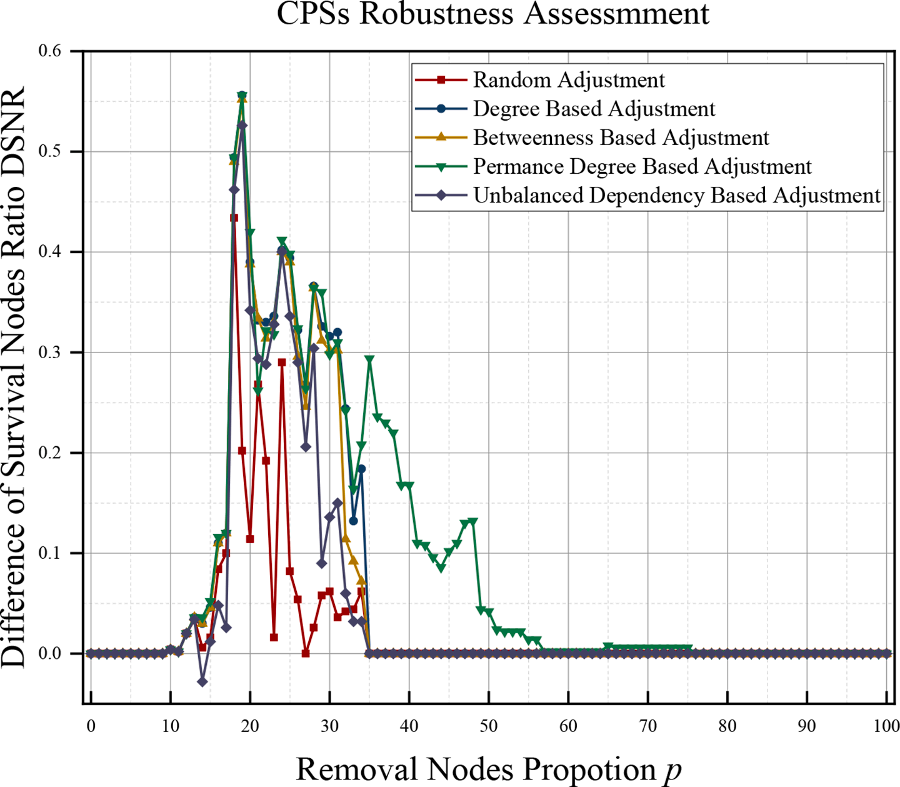 CPSs Robustness Assessmment
Difference of Survival Nodes Ratio DSNR
0.6
0.5
0.4
0.3
0.2
0.1
0.0
Random Adjustment
Degree Based Adjustment
Betweenness Based Adjustment
Permance Degree Based Adjustment
Unbalanced Dependency Based Adjustment
0 10 20 30 40 50 60 70 80 90 100
Removal Nodes Propotion p